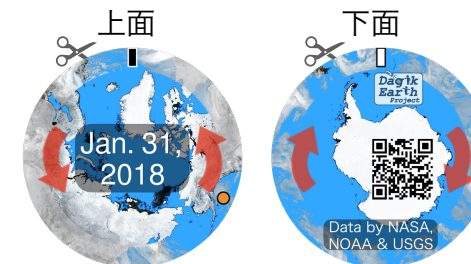 上面
下面
Jan. 31,
2018
Dagik
Earth
Project
Data by NASA,
NOAA & USGS